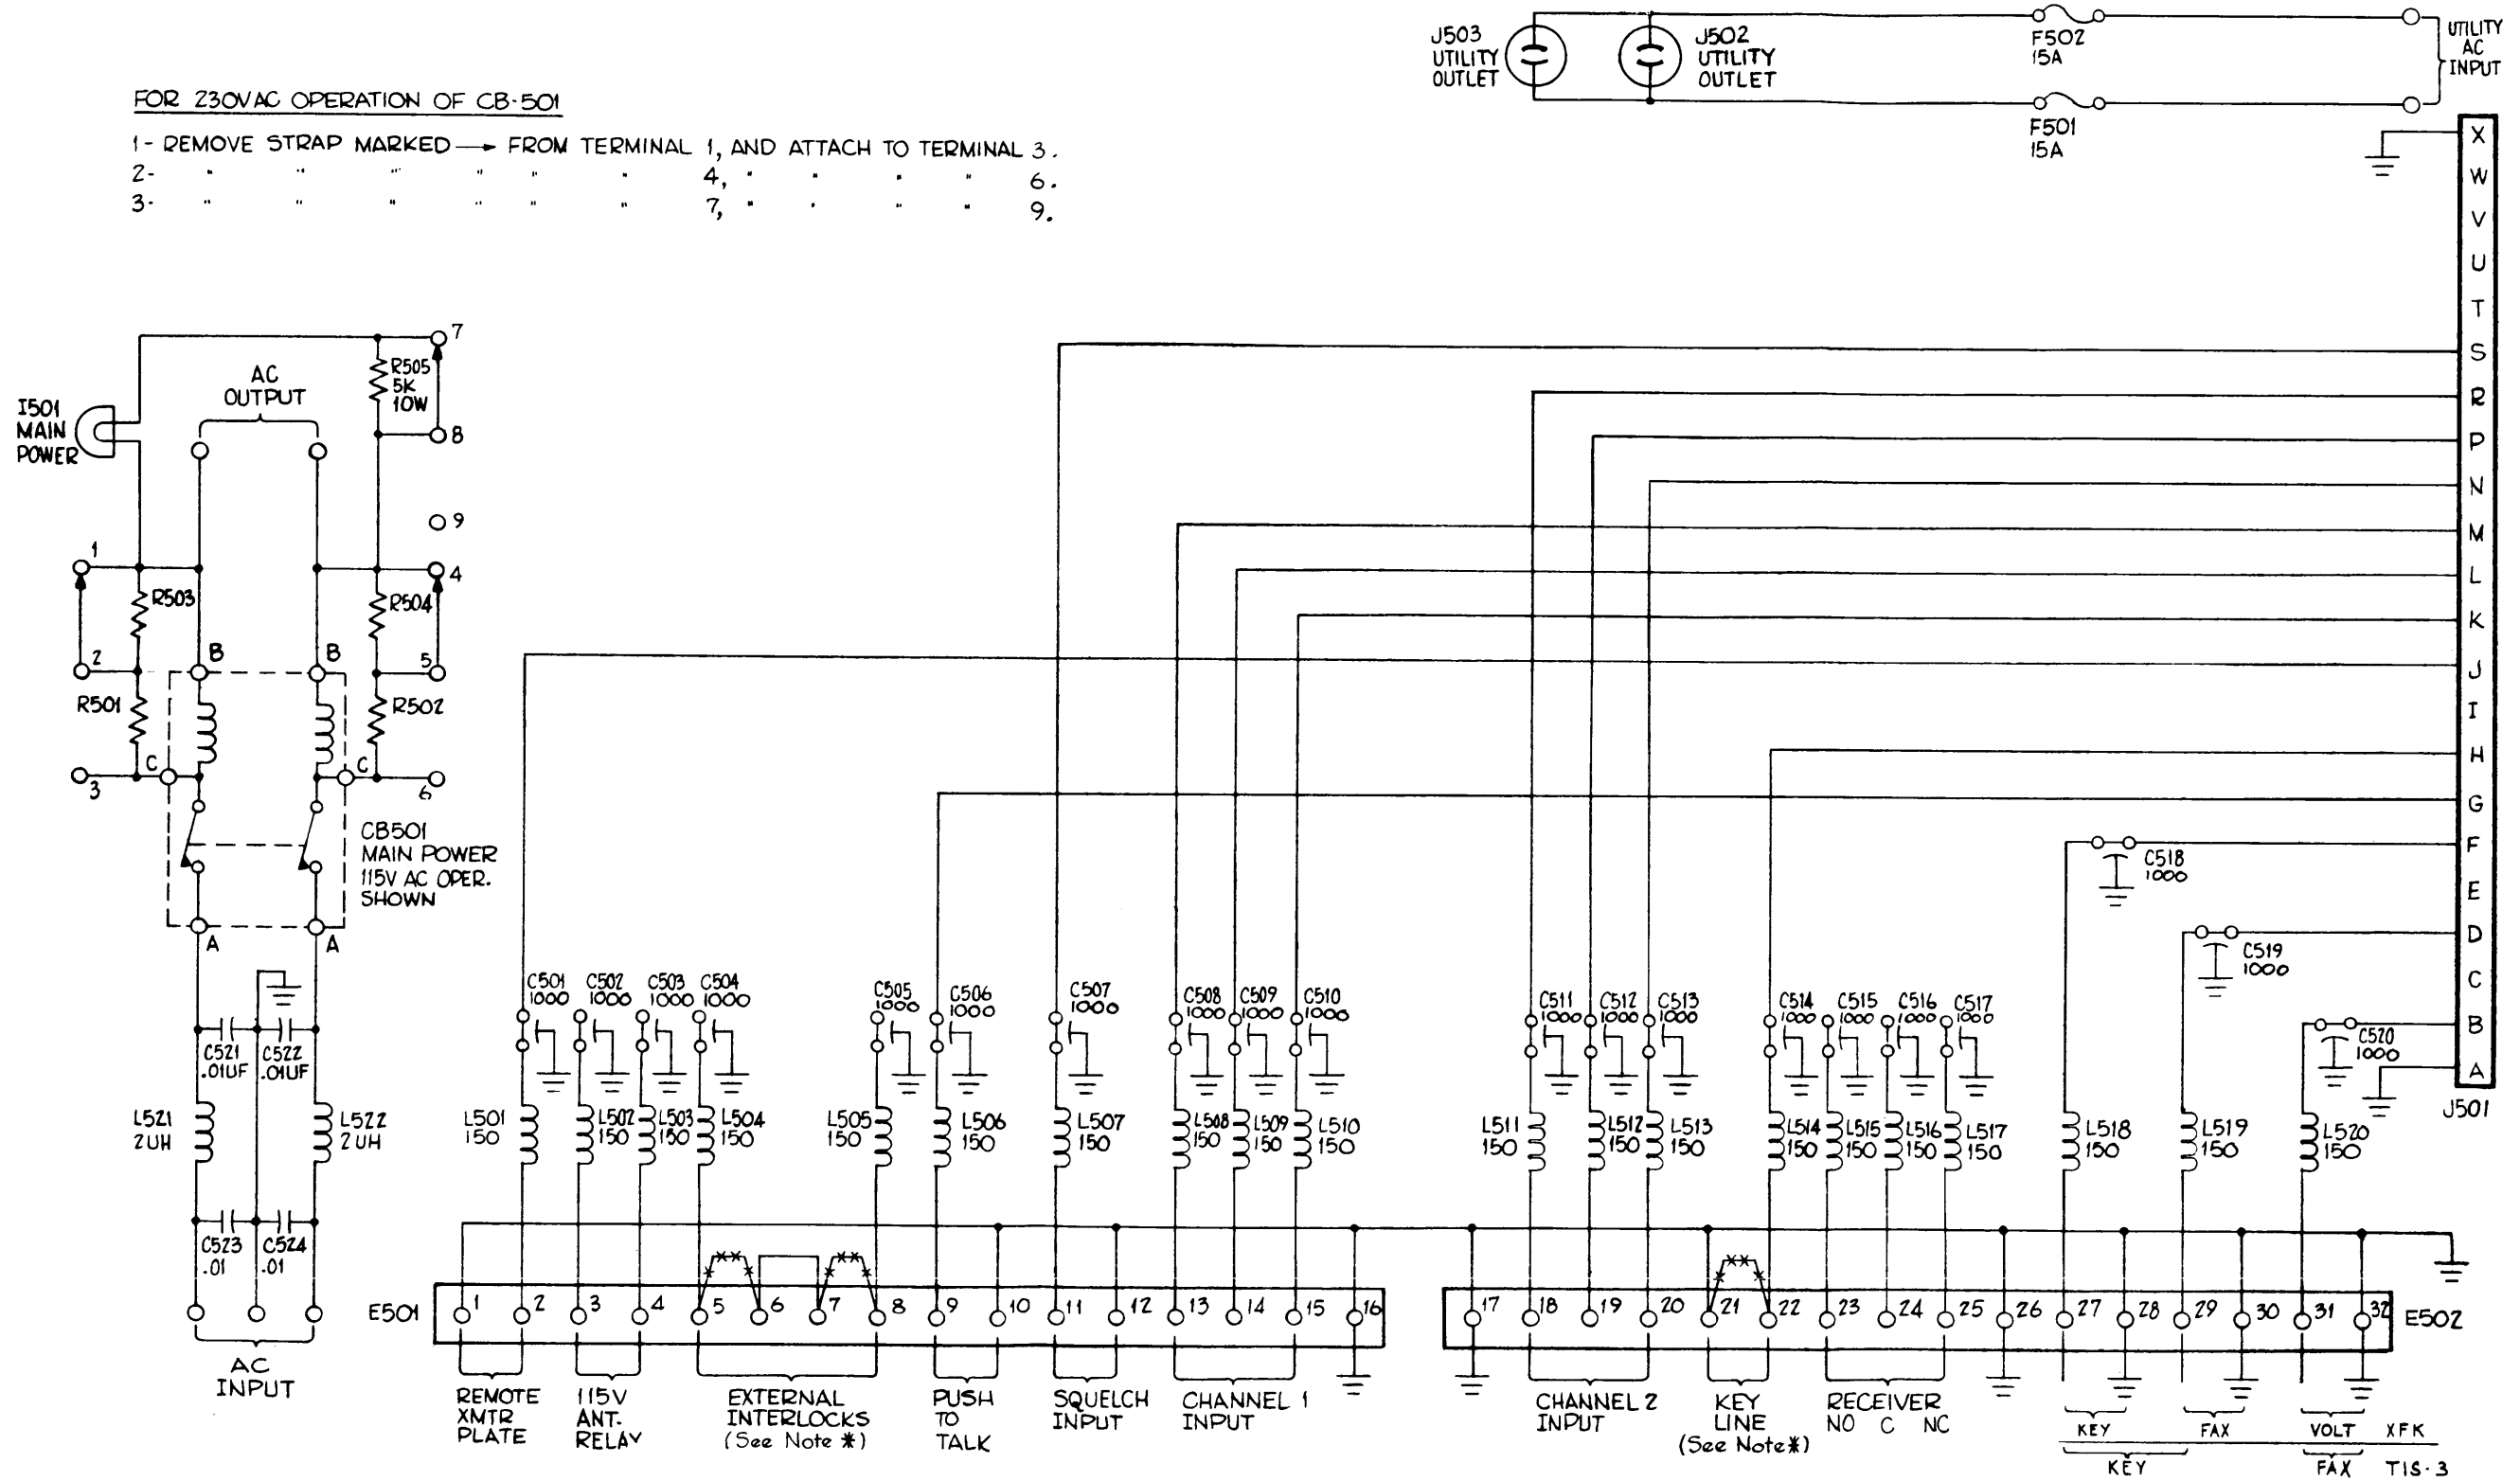 FOR 230VAC OPERATION OF CB-501
1- REMOVE STRAP MARKED → FROM TERMINAL 1, AND ATTACH TO TERMINAL 3.
2- " " " " " " 4, " " " " 6.
3- " " " " " " 7, " " " " 9.
J503
UTILITY
OUTLET
J502
UTILITY
OUTLET
F502
15A
F501
15A
UTILITY
AC
INPUT
X
W
V
U
T
S
R
P
N
M
L
K
J
I
H
G
F
E
D
C
B
A
J501
I501
MAIN
POWER
AC
OUTPUT
7
R505
5K
10W
8
9
1
4
R503
R504
2
B
B
5
R501
R502
3
C
C
6
CB501
MAIN POWER
115V AC OPER.
SHOWN
A
A
C521
.01UF
C522
.01UF
L521
2UH
L522
2UH
C523
.01
C524
.01
AC
INPUT
C501
1000
C502
1000
C503
1000
C504
1000
C505
1000
C506
1000
C507
1000
C508
1000
C509
1000
C510
1000
C511
1000
C512
1000
C513
1000
C514
1000
C515
1000
C516
1000
C517
1000
C518
1000
C519
1000
C520
1000
L501
150
L502
150
L503
150
L504
150
L505
150
L506
150
L507
150
L508
150
L509
150
L510
150
L511
150
L512
150
L513
150
L514
150
L515
150
L516
150
L517
150
L518
150
L519
150
L520
150
E501
1 2 3 4 5 6 7 8 9 10 11 12 13 14 15 16
17 18 19 20 21 22 23 24 25 26 27 28 29 30 31 32
E502
REMOTE
XMTR
PLATE
115V
ANT.
RELAY
EXTERNAL
INTERLOCKS
(See Note *)
PUSH
TO
TALK
SQUELCH
INPUT
CHANNEL 1
INPUT
CHANNEL 2
INPUT
KEY
LINE
(See Note*)
RECEIVER
NO C NC
KEY FAX VOLT XFK
KEY FAX TIS-3